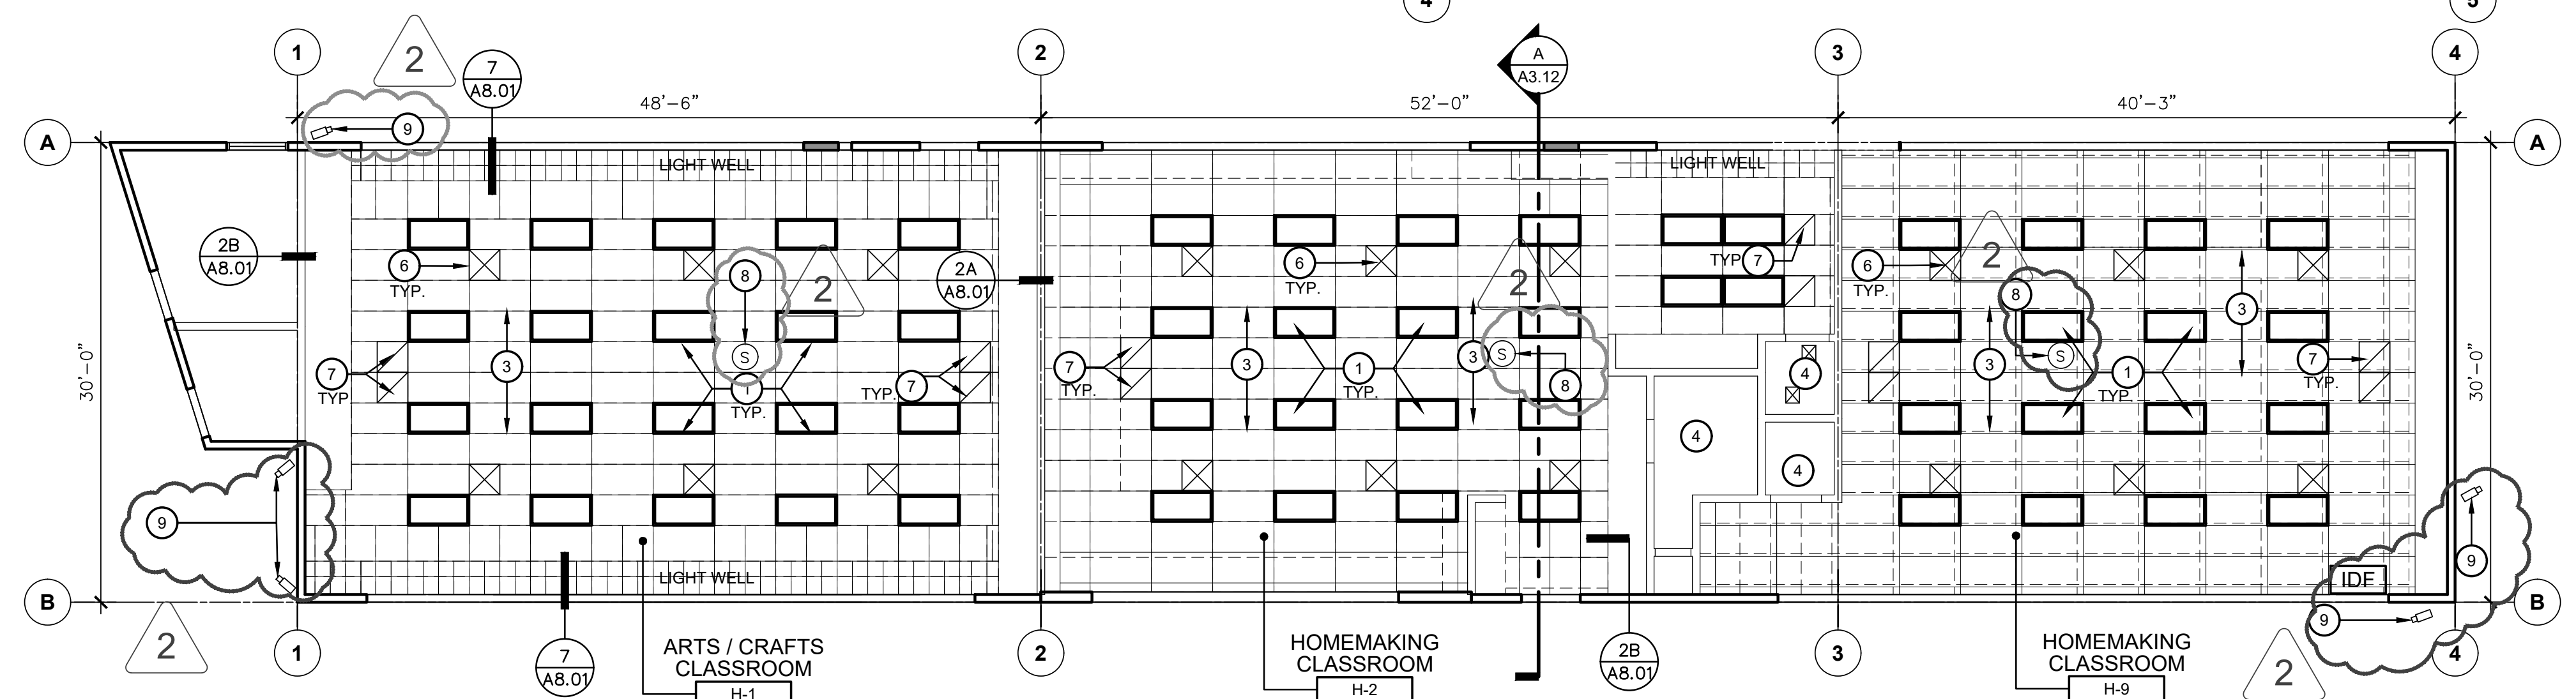 4
5
1
2
7
A8.01
2
A
A3.12
3
4
48'-6"
52'-0"
40'-3"
A
9
A
LIGHT WELL
LIGHT WELL
2B
A8.01
6
TYP.
8
2
2A
A8.01
6
TYP.
2
TYP.
7
6
TYP.
2
8
3
30'-0"
7
TYP.
3
S
1
TYP.
7
TYP.
7
TYP.
3
1
TYP.
3
S
8
4
3
S
1
TYP.
7
TYP.
30'-0"
4
4
9
9
LIGHT WELL
IDF
B
9
B
2
1
7
A8.01
ARTS / CRAFTS
CLASSROOM
H-1
2
HOMEMAKING
CLASSROOM
H-2
2B
A8.01
3
HOMEMAKING
CLASSROOM
H-9
2
4